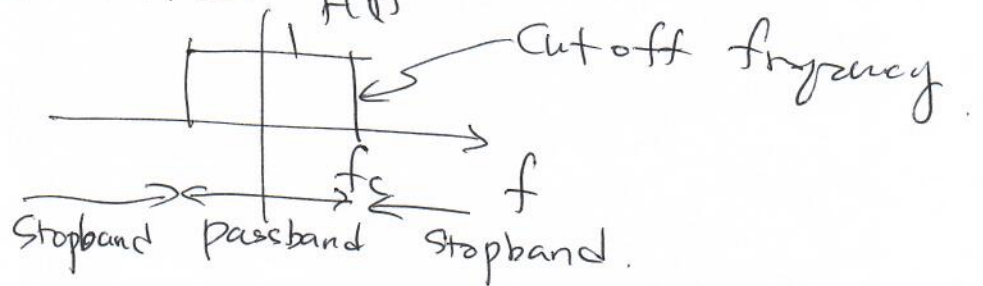 H(f)
Cutoff frequency.
fc
f
Stopband passband Stopband.